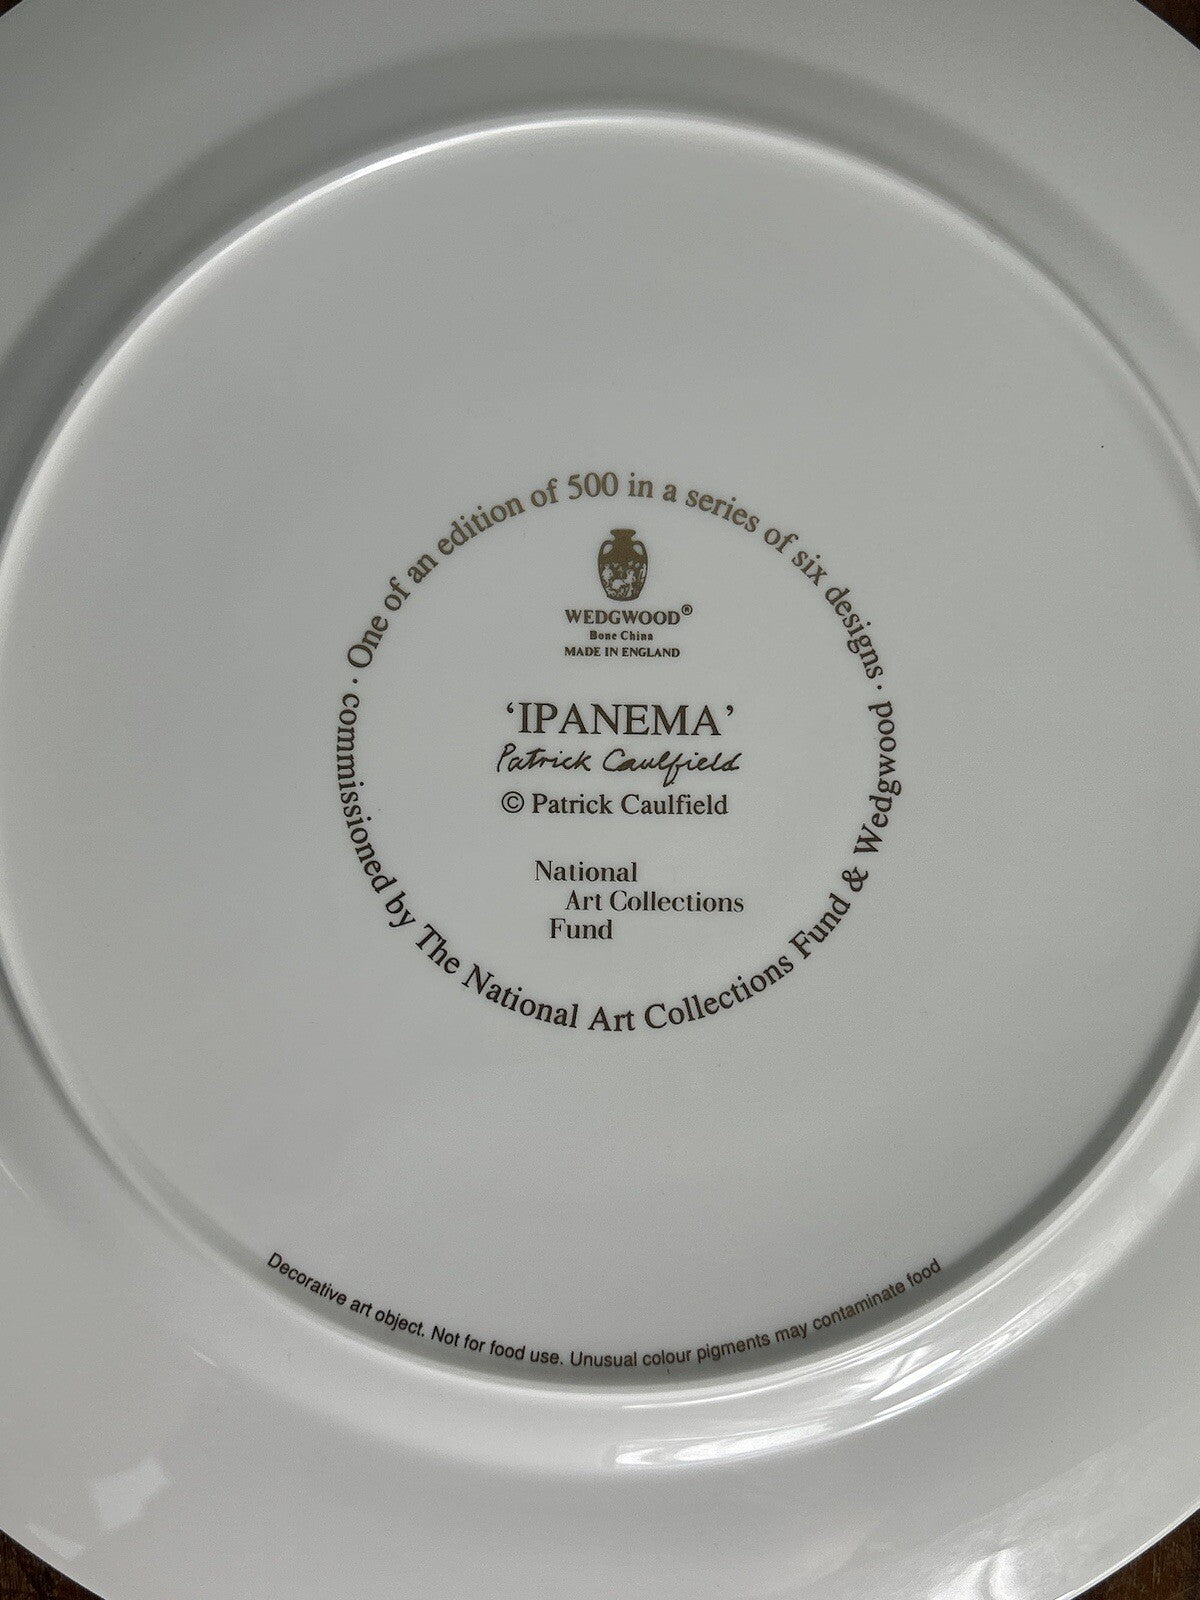 · One of an edition of 500 in a series of six designs ·
commissioned by The National Art Collections Fund & Wedgwood
WEDGWOOD®
Bone China
MADE IN ENGLAND
‘IPANEMA’
Patrick Caulfield
© Patrick Caulfield
National
Art Collections
Fund
Decorative art object. Not for food use. Unusual colour pigments may contaminate food